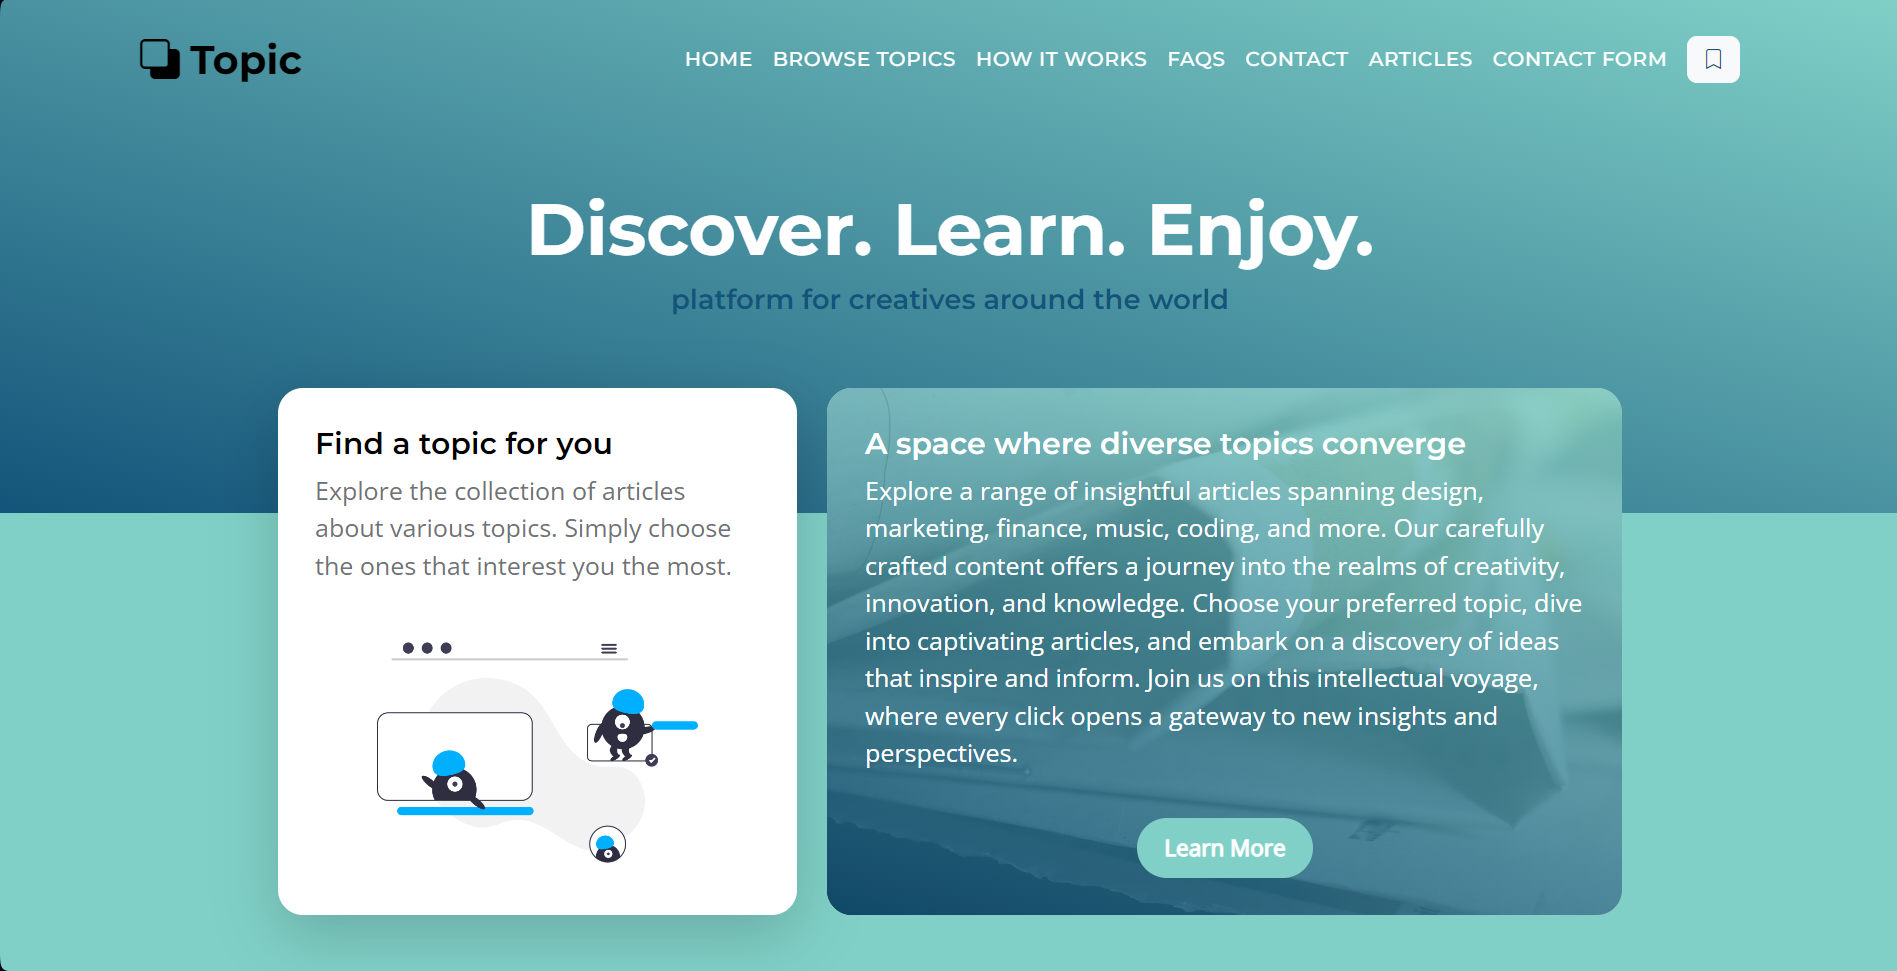 Topic
HOME BROWSE TOPICS HOW IT WORKS FAQS CONTACT ARTICLES CONTACT FORM
Discover. Learn. Enjoy.
platform for creatives around the world
Find a topic for you
Explore the collection of articles
about various topics. Simply choose
the ones that interest you the most.
A space where diverse topics converge
Explore a range of insightful articles spanning design,
marketing, finance, music, coding, and more. Our carefully
crafted content offers a journey into the realms of creativity,
innovation, and knowledge. Choose your preferred topic, dive
into captivating articles, and embark on a discovery of ideas
that inspire and inform. Join us on this intellectual voyage,
where every click opens a gateway to new insights and
perspectives.
Learn More